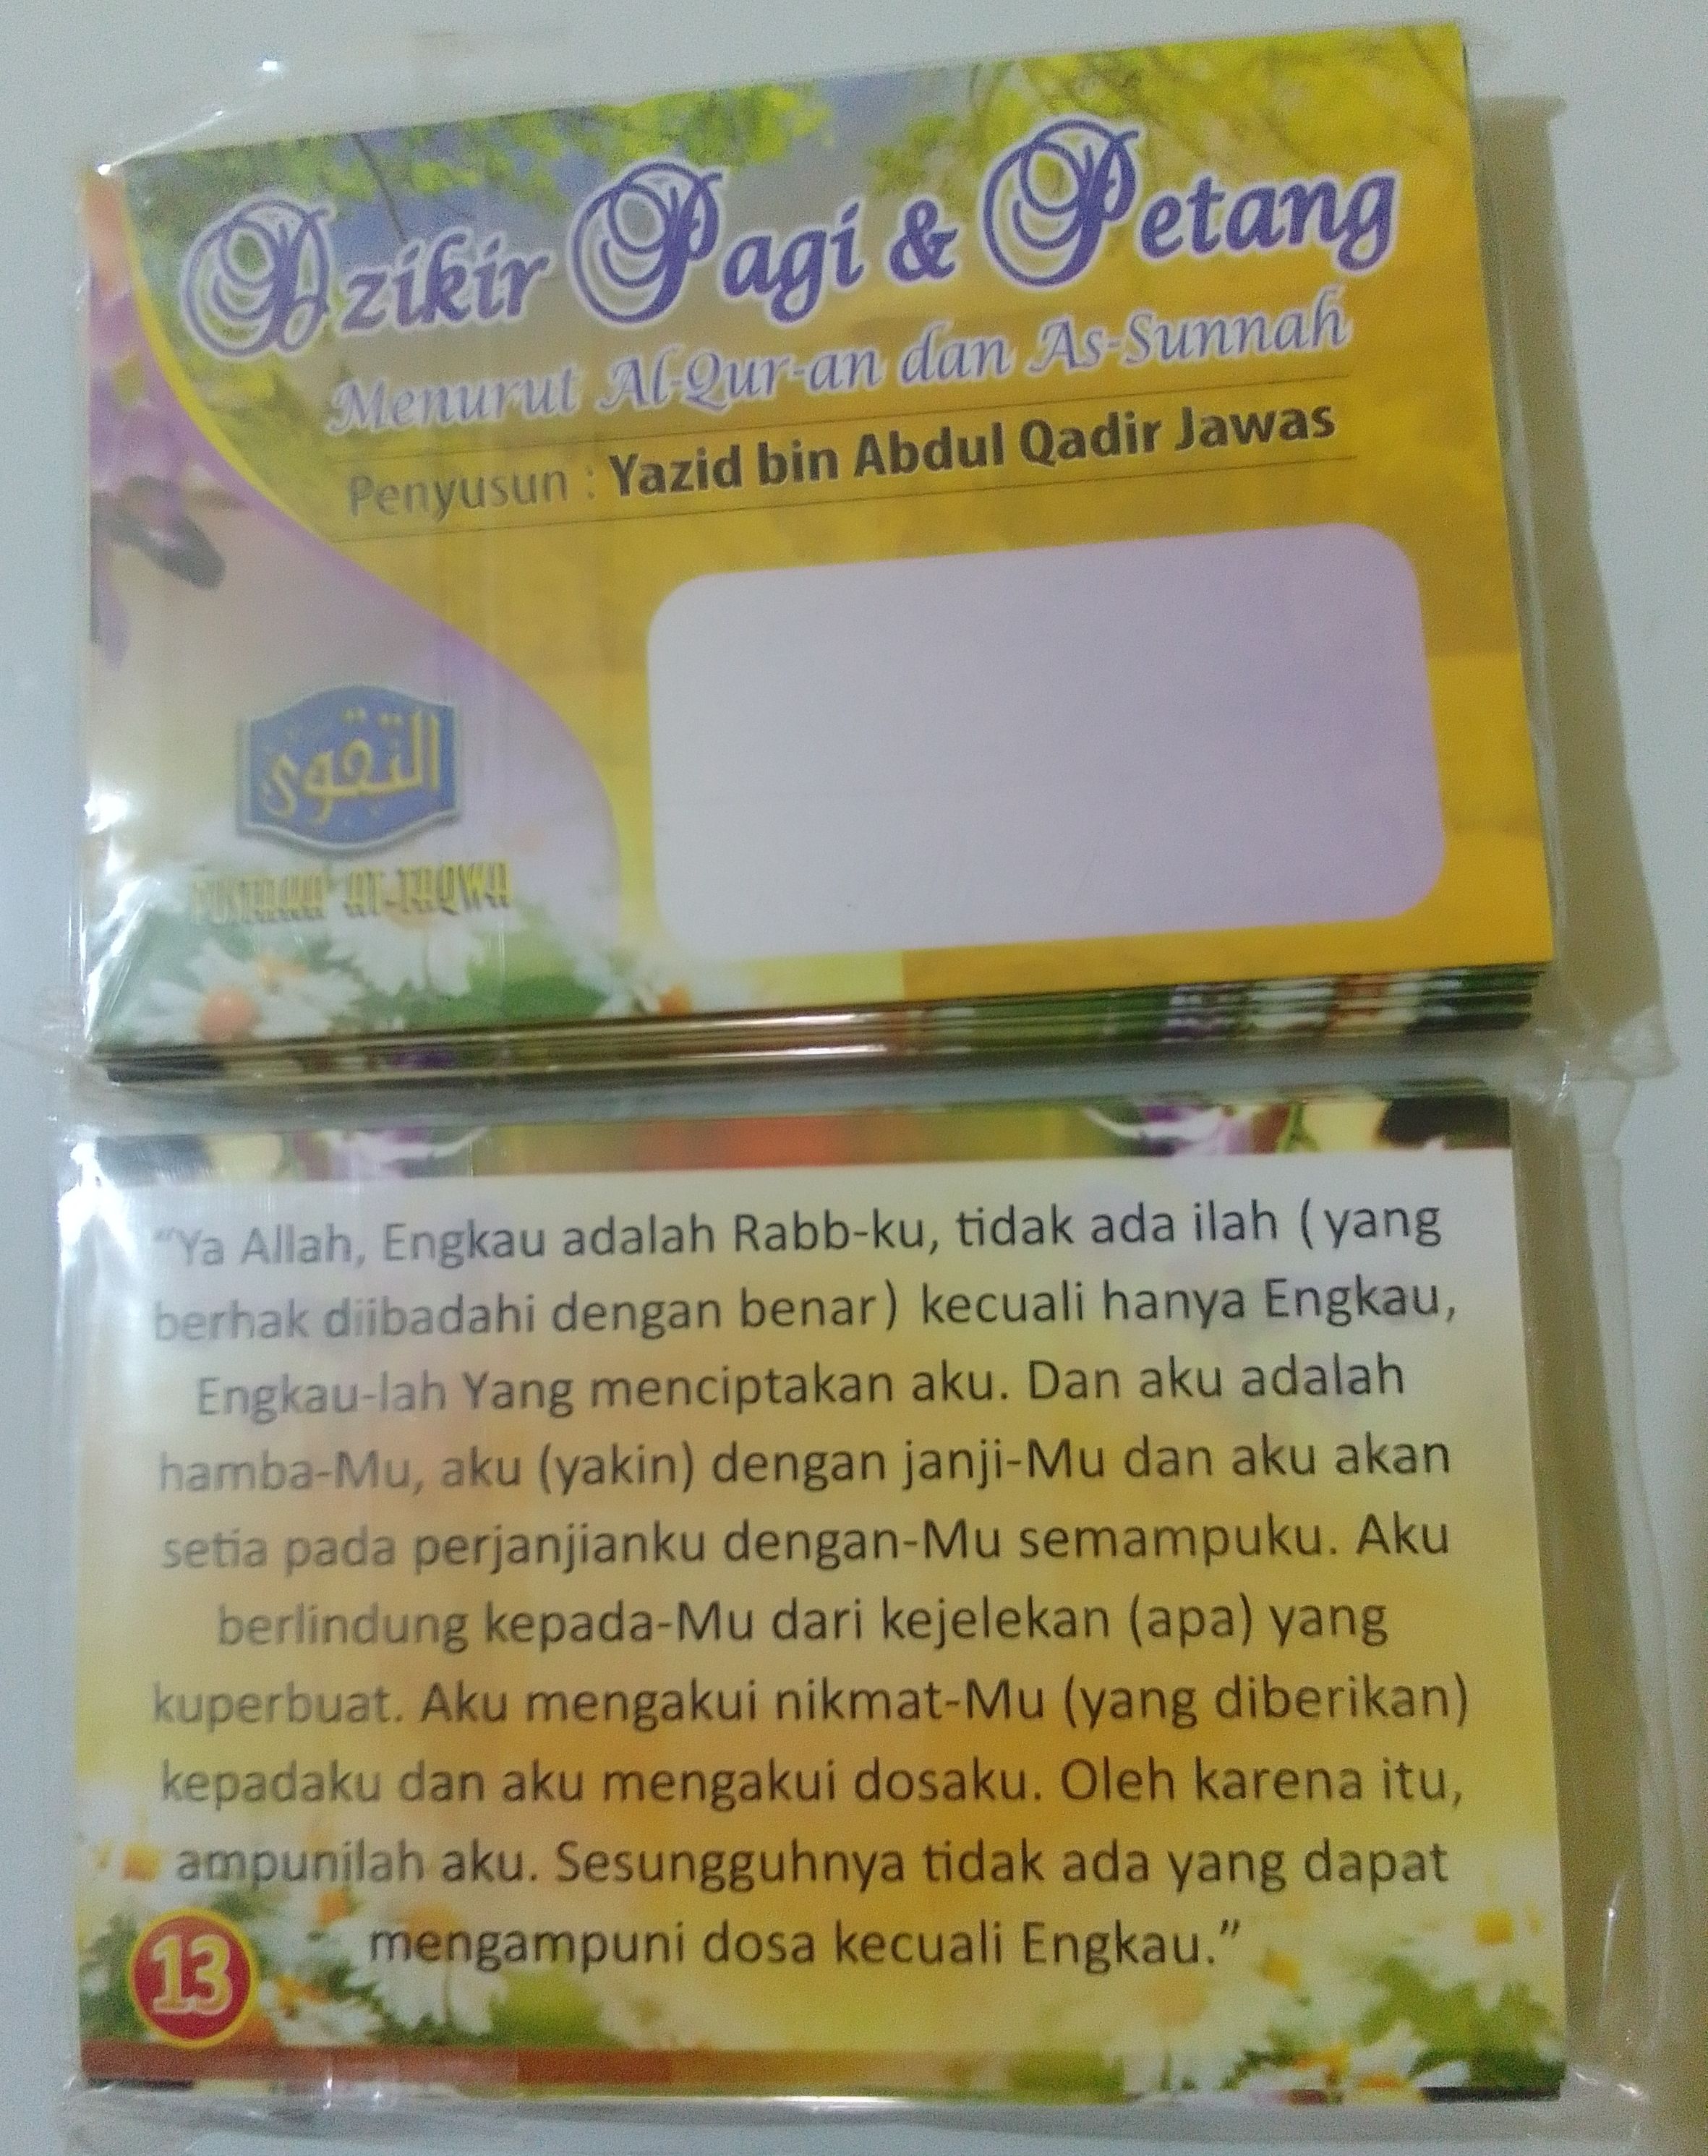 Dzikir Pagi & Petang
Menurut Al-Qur-an dan As-Sunnah
Penyusun : Yazid bin Abdul Qadir Jawas
التقوى
PUSTAKA AT-TAQWA
"Ya Allah, Engkau adalah Rabb-ku, tidak ada ilah (yang
berhak diibadahi dengan benar) kecuali hanya Engkau,
Engkau-lah Yang menciptakan aku. Dan aku adalah
hamba-Mu, aku (yakin) dengan janji-Mu dan aku akan
setia pada perjanjianku dengan-Mu semampuku. Aku
berlindung kepada-Mu dari kejelekan (apa) yang
kuperbuat. Aku mengakui nikmat-Mu (yang diberikan)
kepadaku dan aku mengakui dosaku. Oleh karena itu,
ampunilah aku. Sesungguhnya tidak ada yang dapat
mengampuni dosa kecuali Engkau."
13